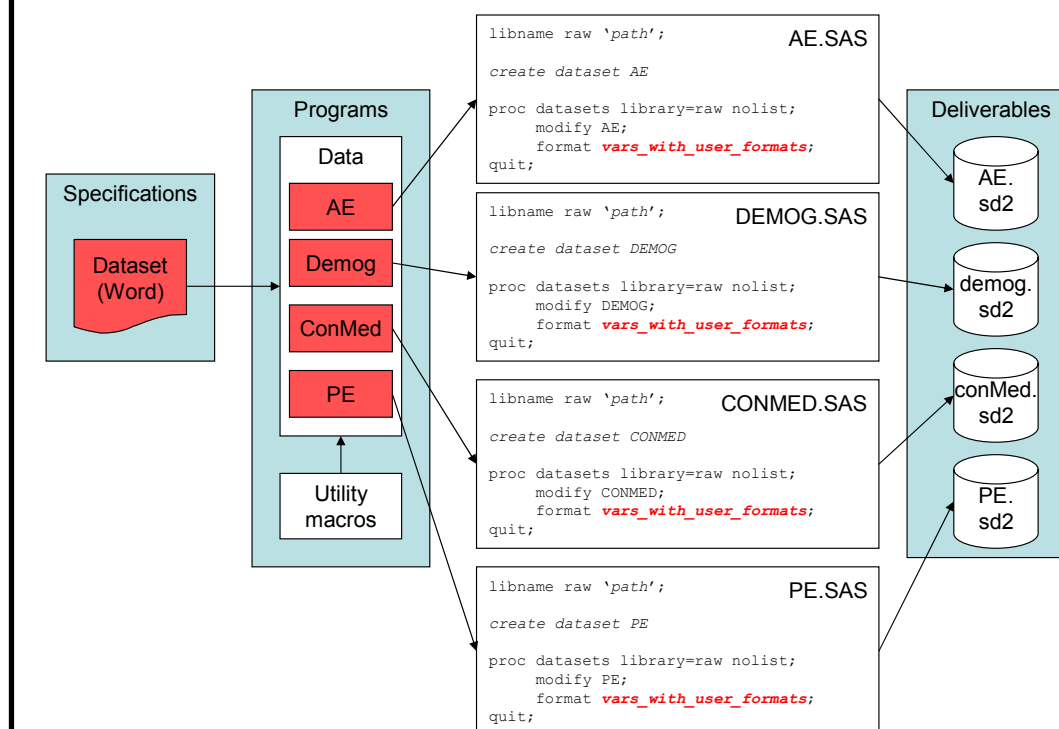 Specifications
Dataset
(Word)
Programs
Data
AE
Demog
ConMed
PE
Utility
macros
libname raw ‘path’;
AE.SAS
create dataset AE
proc datasets library=raw nolist;
modify AE;
format vars_with_user_formats;
quit;
libname raw ‘path’;
DEMOG.SAS
create dataset DEMOG
proc datasets library=raw nolist;
modify DEMOG;
format vars_with_user_formats;
quit;
libname raw ‘path’;
CONMED.SAS
create dataset CONMED
proc datasets library=raw nolist;
modify CONMED;
format vars_with_user_formats;
quit;
libname raw ‘path’;
PE.SAS
create dataset PE
proc datasets library=raw nolist;
modify PE;
format vars_with_user_formats;
quit;
Deliverables
AE.
sd2
demog.
sd2
conMed.
sd2
PE.
sd2